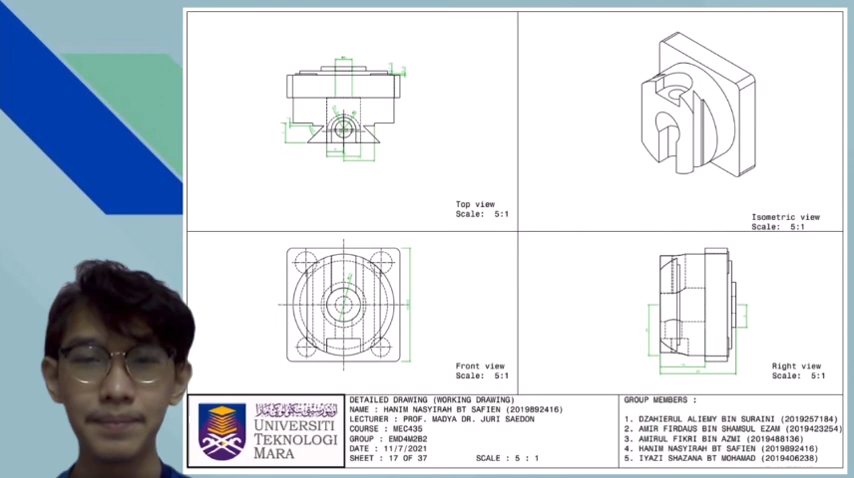 Top view
Scale: 5:1
Isometric view
Scale: 5:1
Front view
Scale: 5:1
Right view
Scale: 5:1
UNIVERSITI
TEKNOLOGI
MARA
DETAILED DRAWING (WORKING DRAWING)
NAME : HANIM NASYIRAH BT SAFIEN (2019892416)
LECTURER : PROF. MADYA DR. JURI SAEDON
COURSE : MEC435
GROUP : EMD4M2B2
DATE : 11/7/2021
SHEET : 17 OF 37 SCALE : 5 : 1
GROUP MEMBERS :
1. DZAHIERUL ALIEMY BIN SURAINI (2019257184)
2. AMIR FIRDAUS BIN SHAMSUL EZAM (2019423254)
3. AMIRUL FIKRI BIN AZMI (2019488136)
4. HANIM NASYIRAH BT SAFIEN (2019892416)
5. IYAZI SHAZANA BT MOHAMAD (2019406238)